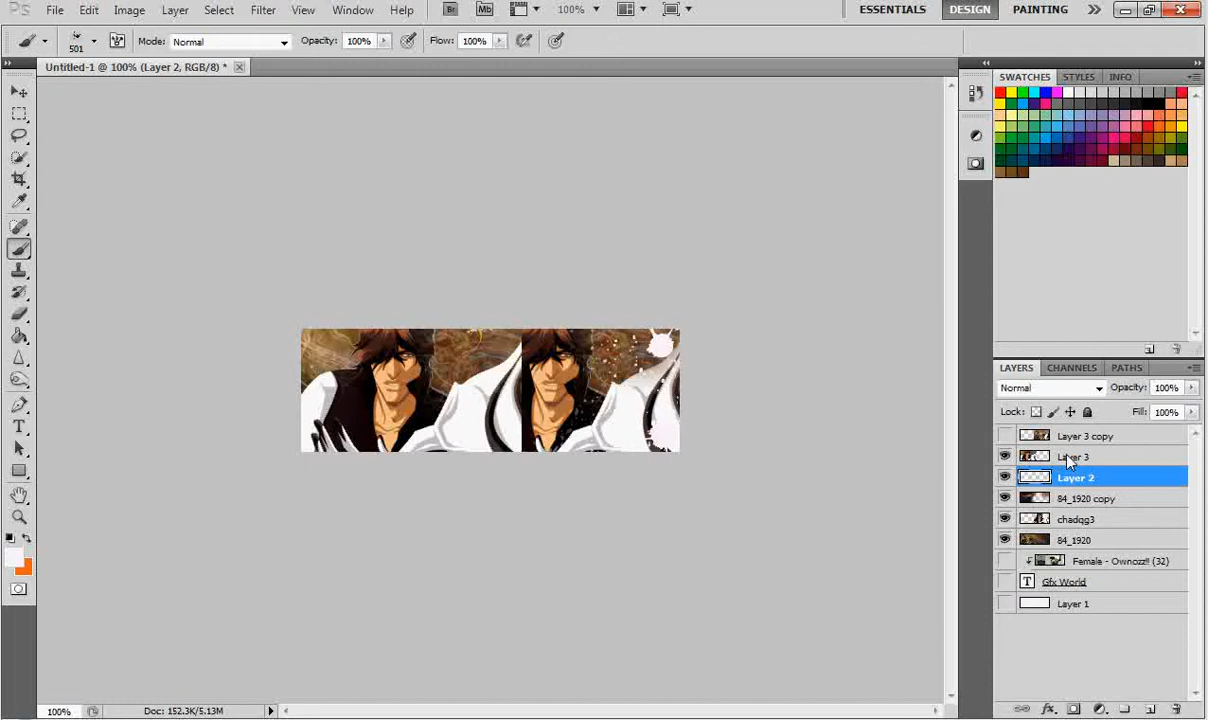 Ps File Edit Image Layer Select Filter View Window Help Br Mb 100% ESSENTIALS DESIGN PAINTING
501 Mode: Normal Opacity: 100% Flow: 100%
Untitled-1 @ 100% (Layer 2, RGB/8) *
SWATCHES STYLES INFO
LAYERS CHANNELS PATHS
Normal Opacity: 100%
Lock: Fill: 100%
Layer 3 copy
Layer 3
Layer 2
84_1920 copy
chadqg3
84_1920
Female - Ownozz!! (32)
T Gfx World
Layer 1
100% Doc: 152.3K/5.13M